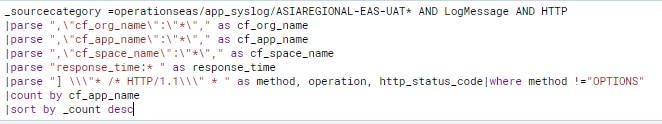 _sourcecategory =operationseas/app_syslog/ASIAREGIONAL-EAS-UAT* AND LogMessage AND HTTP
|parse ",\"cf_org_name\":\"*\"," as cf_org_name
|parse ",\"cf_app_name\":\"*\"," as cf_app_name
|parse ",\"cf_space_name\":\"*\"," as cf_space_name
|parse "response_time:* " as response_time
|parse "] \\\"* /* HTTP/1.1\\\" * " as method, operation, http_status_code|where method !="OPTIONS"
|count by cf_app_name
|sort by _count desc